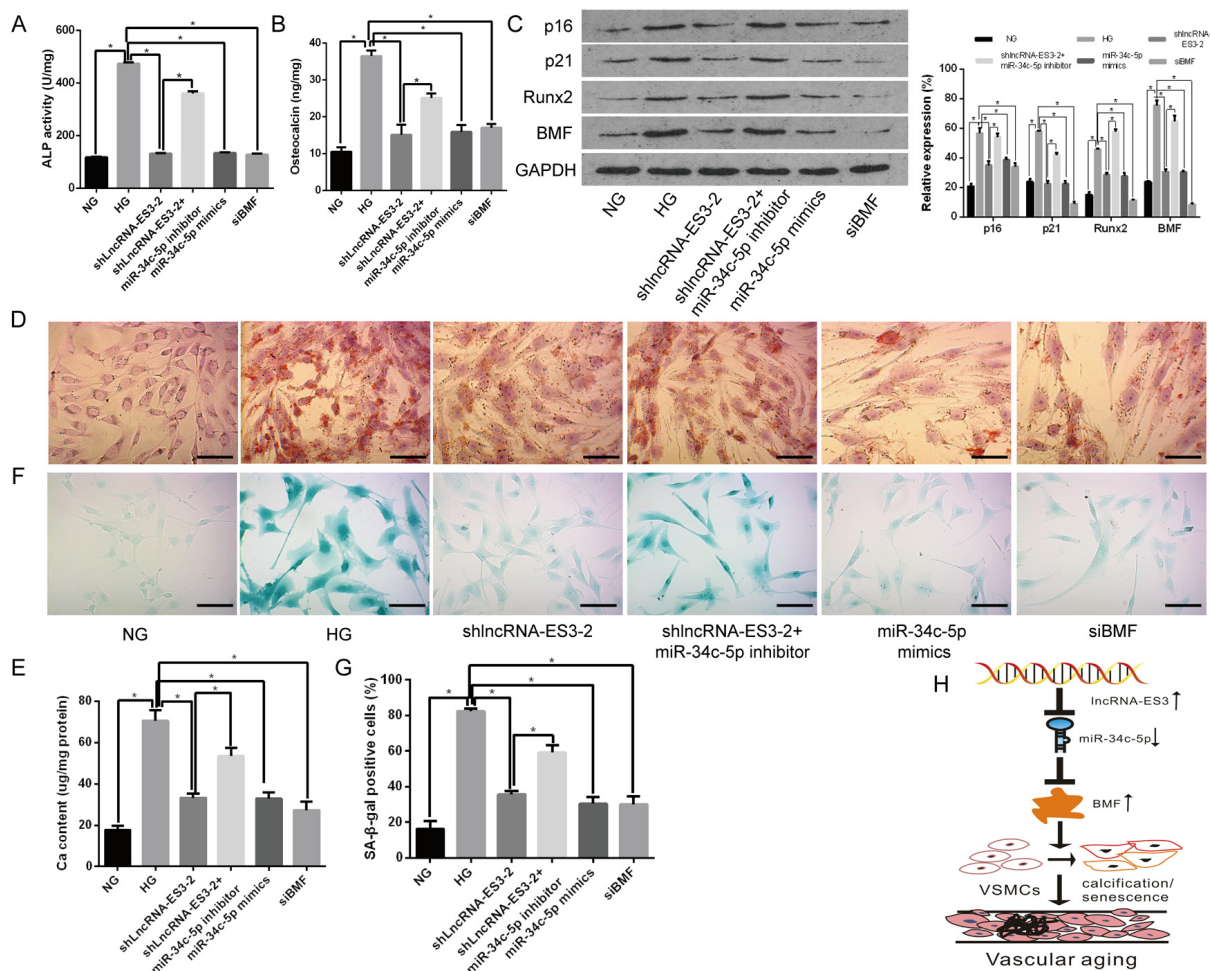 A
ALP activity (U/mg)
600
400
200
0
*
*
*
*
*
NG
HG
shLncRNA-ES3-2
shLncRNA-ES3-2+
miR-34c-5p inhibitor
miR-34c-5p mimics
siBMF
B
Osteocalcin (ng/mg)
40
30
20
10
0
*
*
*
*
*
NG
HG
shLncRNA-ES3-2
shLncRNA-ES3-2+
miR-34c-5p inhibitor
miR-34c-5p mimics
siBMF
C
p16
p21
Runx2
BMF
GAPDH
NG
HG
shlncRNA-ES3-2
shlncRNA-ES3-2+
miR-34c-5p inhibitor
miR-34c-5p mimics
siBMF
NG
HG
shlncRNA-
ES3-2
shlncRNA-ES3-2+
miR-34c-5p inhibitor
miR-34c-5p
mimics
siBMF
Relative expression (%)
100
80
60
40
20
0
* * * * *
* * * * *
* * * * *
* * * * *
p16
p21
Runx2
BMF
D
F
NG
HG
shlncRNA-ES3-2
shlncRNA-ES3-2+
miR-34c-5p inhibitor
miR-34c-5p
mimics
siBMF
E
Ca content (ug/mg protein)
80
60
40
20
0
*
*
*
*
*
NG
HG
shLncRNA-ES3-2
shLncRNA-ES3-2+
miR-34c-5p inhibitor
miR-34c-5p mimics
siBMF
G
SA-β-gal positive cells (%)
100
80
60
40
20
0
*
*
*
*
*
NG
HG
shLncRNA-ES3-2
shLncRNA-ES3-2+
miR-34c-5p inhibitor
miR-34c-5p mimics
siBMF
H
lncRNA-ES3↑
miR-34c-5p↓
BMF↑
VSMCs
calcification/
senescence
Vascular aging